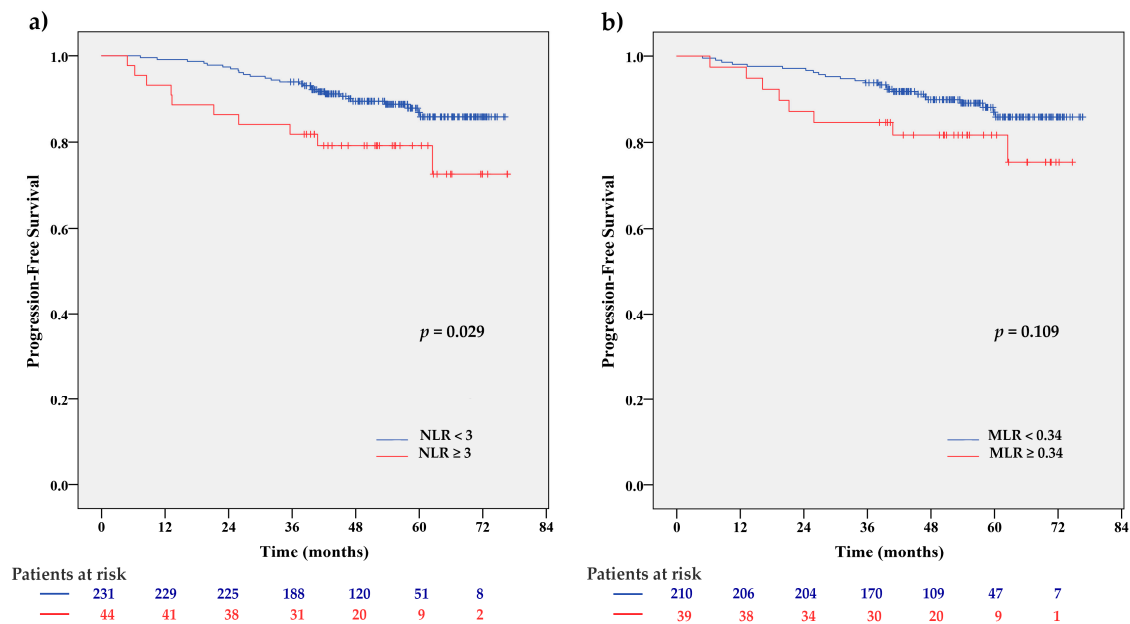 a)
1.0
0.8
0.6
0.4
0.2
0.0
Progression-Free Survival
p = 0.029
NLR < 3
NLR ≥ 3
0 12 24 36 48 60 72 84
Time (months)
Patients at risk
231 229 225 188 120 51 8
44 41 38 31 20 9 2
b)
1.0
0.8
0.6
0.4
0.2
0.0
Progression-Free Survival
p = 0.109
MLR < 0.34
MLR ≥ 0.34
0 12 24 36 48 60 72 84
Time (months)
Patients at risk
210 206 204 170 109 47 7
39 38 34 30 20 9 1